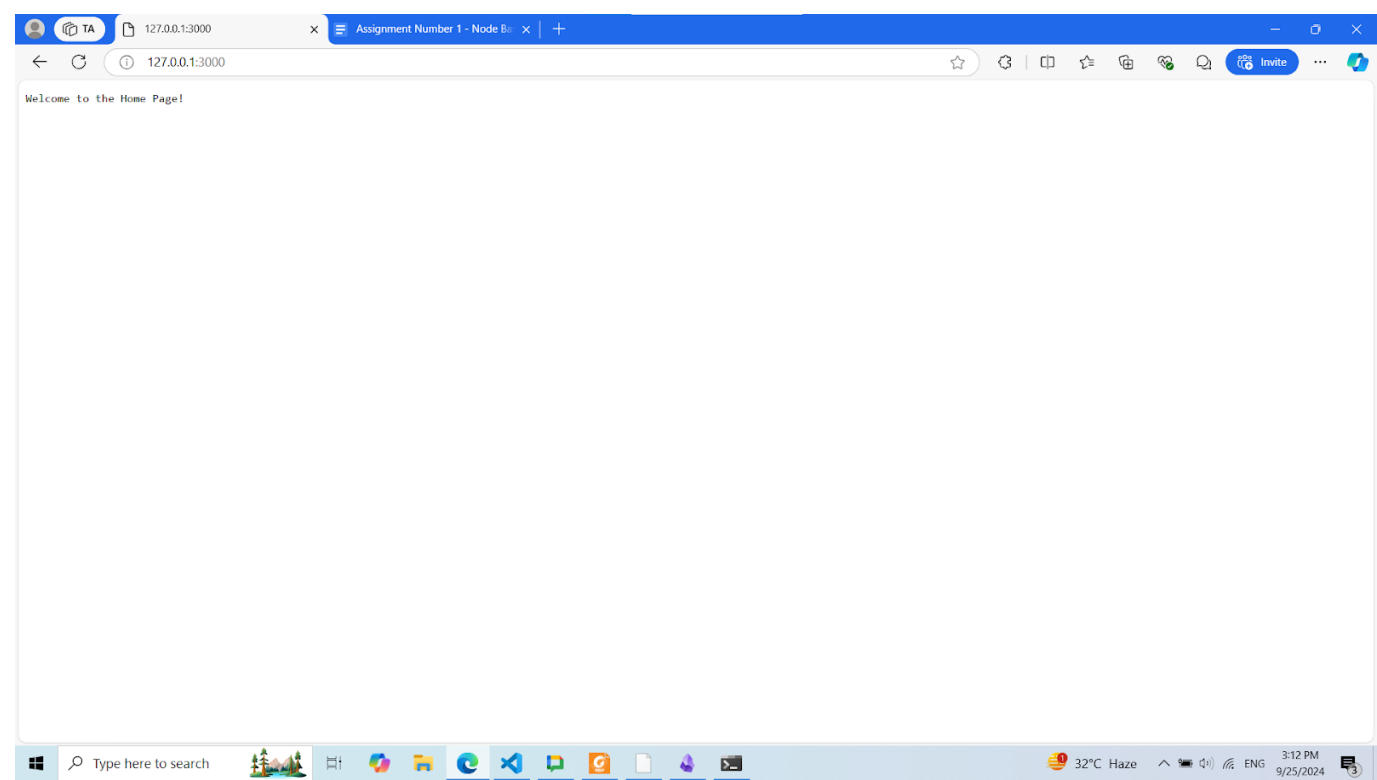 TA
127.0.0.1:3000
Assignment Number 1 - Node Ba
127.0.0.1:3000
Invite
Welcome to the Home Page!
Type here to search
32°C Haze
ENG
3:12 PM
9/25/2024
3